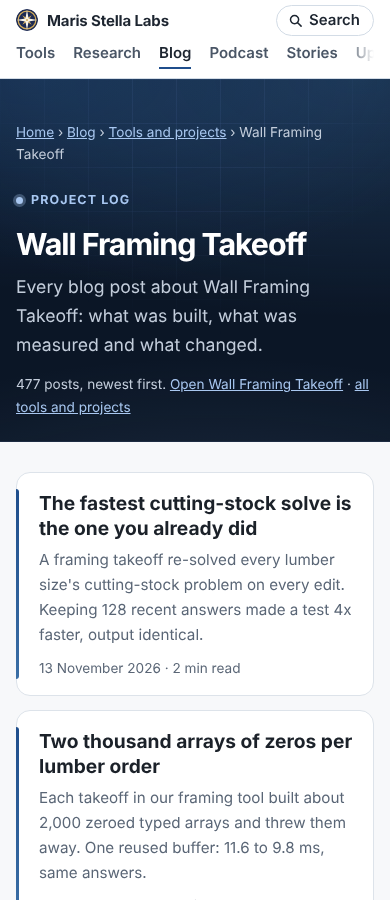 Maris Stella Labs
Search
Tools Research Blog Podcast Stories Up
Home › Blog › Tools and projects › Wall Framing
Takeoff
PROJECT LOG
Wall Framing Takeoff
Every blog post about Wall Framing
Takeoff: what was built, what was
measured and what changed.
477 posts, newest first. Open Wall Framing Takeoff · all
tools and projects
The fastest cutting-stock solve is
the one you already did
A framing takeoff re-solved every lumber
size's cutting-stock problem on every edit.
Keeping 128 recent answers made a test 4x
faster, output identical.
13 November 2026 · 2 min read
Two thousand arrays of zeros per
lumber order
Each takeoff in our framing tool built about
2,000 zeroed typed arrays and threw them
away. One reused buffer: 11.6 to 9.8 ms,
same answers.